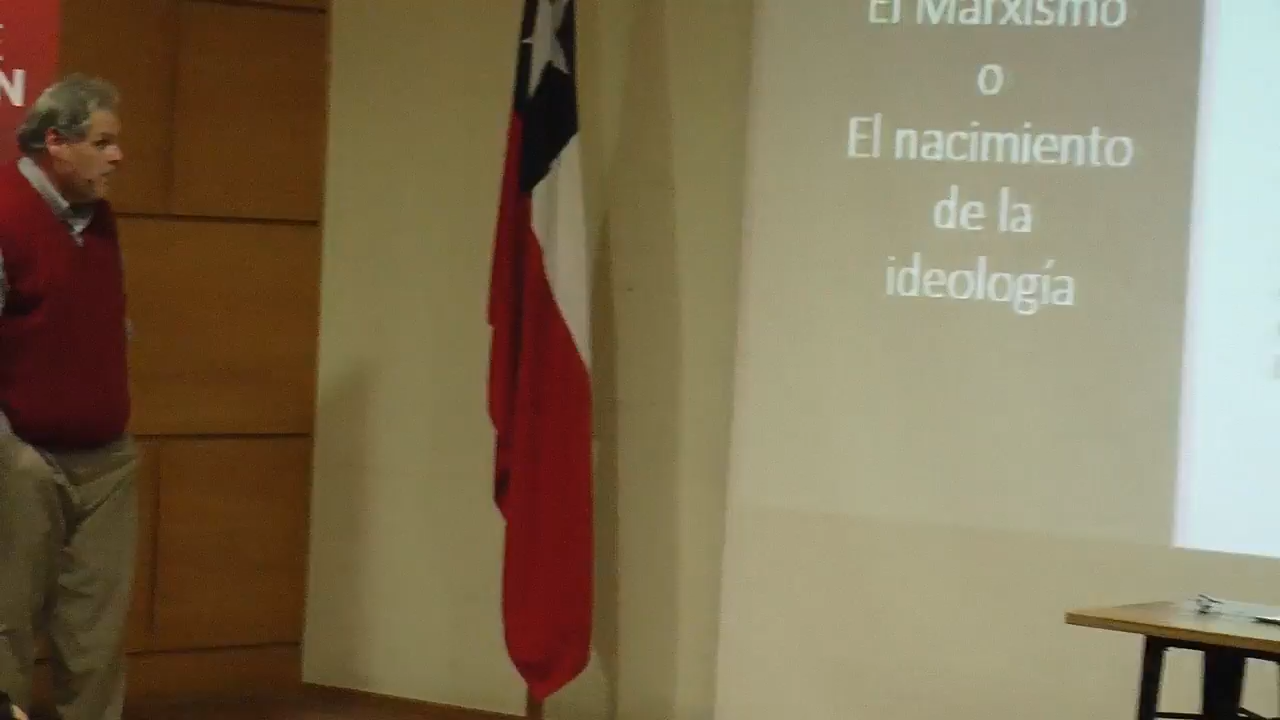 N
El Marxismo
o
El nacimiento
de la
ideología